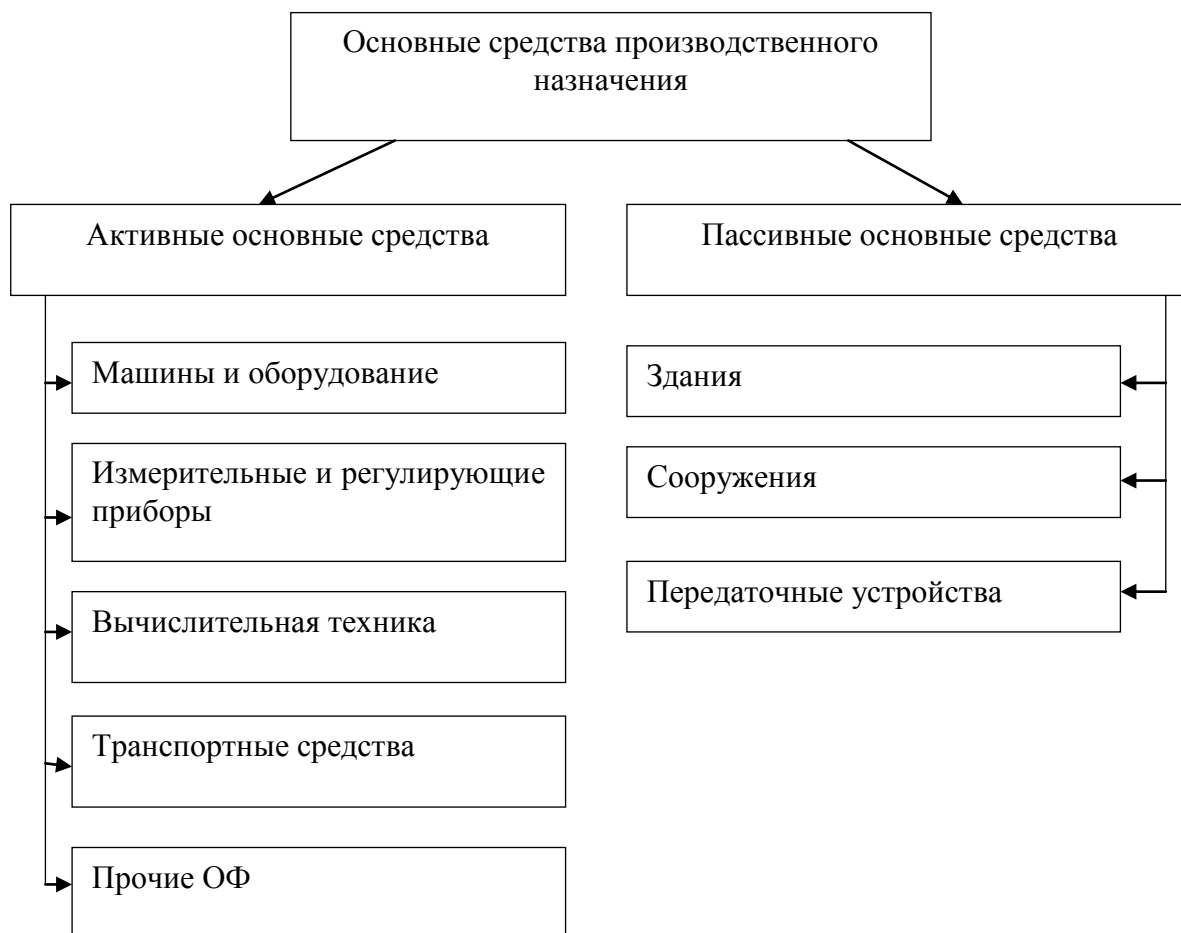 Основные средства производственного
назначения
Активные основные средства
Пассивные основные средства
Машины и оборудование
Измерительные и регулирующие
приборы
Вычислительная техника
Транспортные средства
Прочие ОФ
Здания
Сооружения
Передаточные устройства